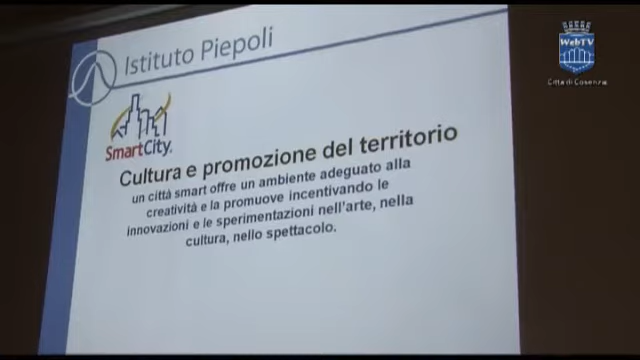 Istituto Piepoli
WebTV
Città di Cosenza
SmartCity.
Cultura e promozione del territorio
un città smart offre un ambiente adeguato alla
creatività e la promuove incentivando le
innovazioni e le sperimentazioni nell'arte, nella
cultura, nello spettacolo.